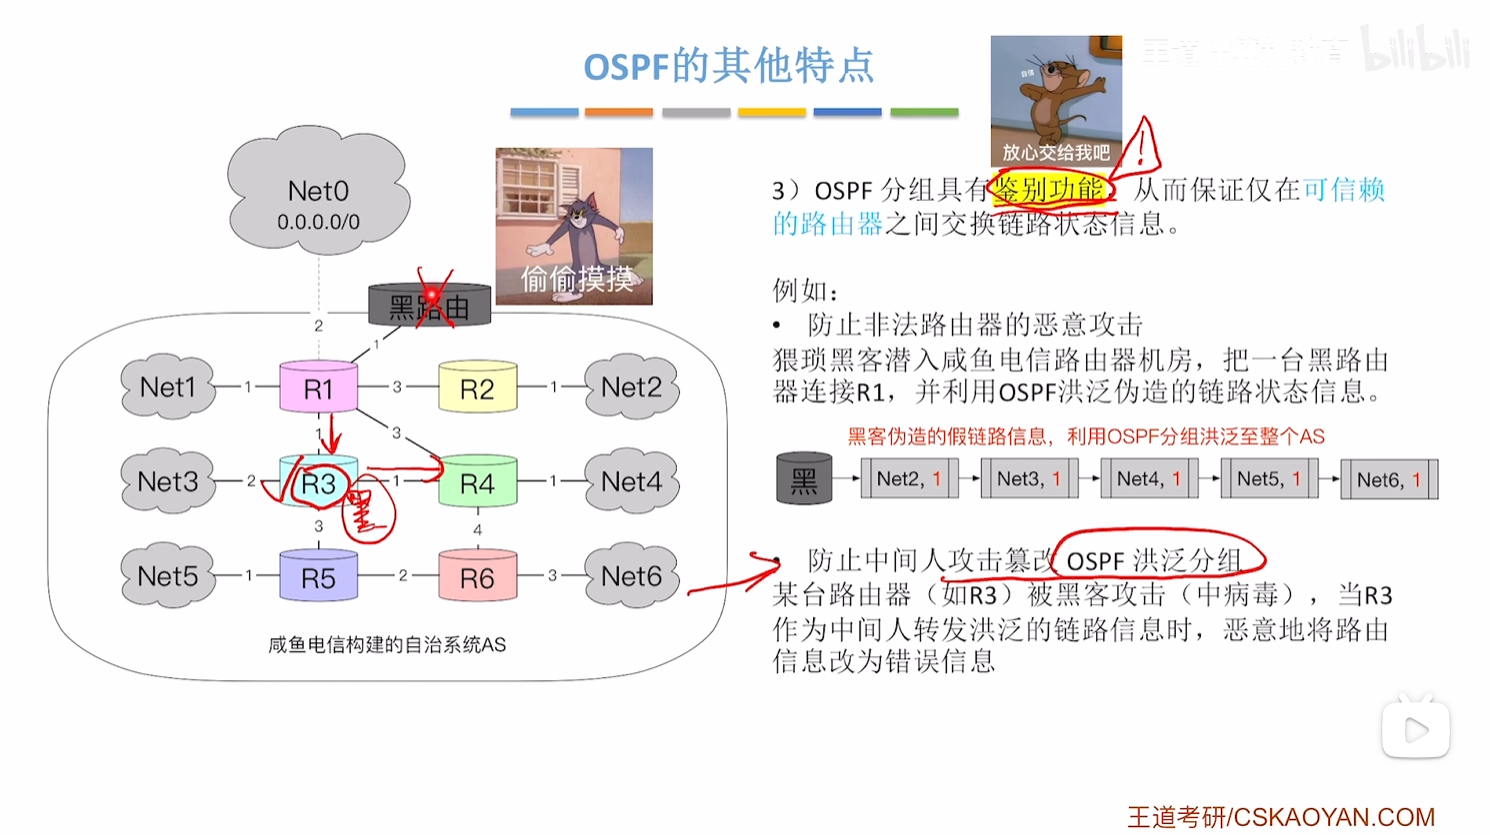 OSPF的其他特点
bilibili
自信
放心交给我吧
偷偷摸摸
3）OSPF 分组具有鉴别功能，从而保证仅在可信赖
的路由器之间交换链路状态信息。
例如：
• 防止非法路由器的恶意攻击
猥琐黑客潜入咸鱼电信路由器机房，把一台黑路由
器连接R1，并利用OSPF洪泛伪造的链路状态信息。
黑客伪造的假链路信息，利用OSPF分组洪泛至整个AS
黑 Net2, 1 Net3, 1 Net4, 1 Net5, 1 Net6, 1
• 防止中间人攻击篡改 OSPF 洪泛分组
某台路由器（如R3）被黑客攻击（中病毒），当R3
作为中间人转发洪泛的链路信息时，恶意地将路由
信息改为错误信息
Net0
0.0.0.0/0
黑路由
2
1
Net1 1 R1 3 R2 1 Net2
1 3
Net3 2 R3 1 R4 1 Net4
黑
3 4
Net5 1 R5 2 R6 3 Net6
咸鱼电信构建的自治系统AS
王道考研/CSKAOYAN.COM